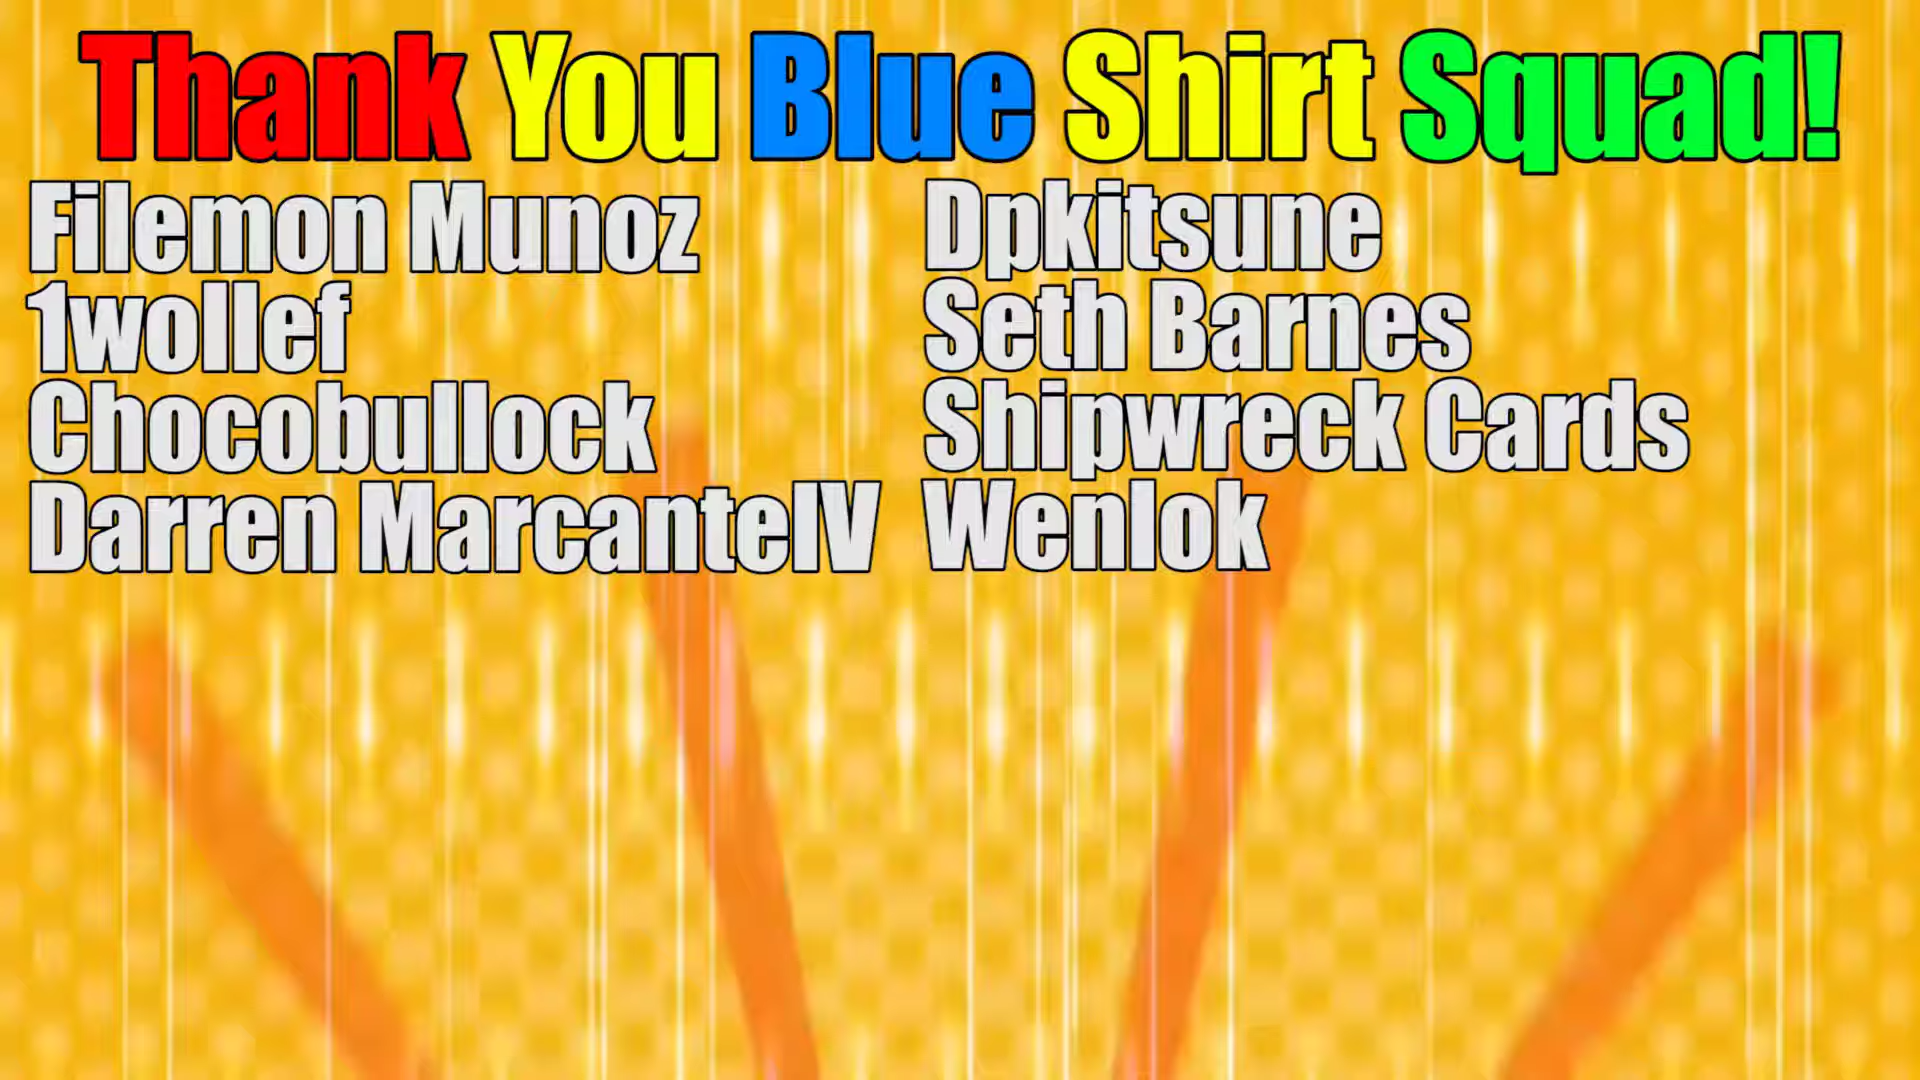 Thank You Blue Shirt Squad!
Filemon Munoz
1wollef
Chocobullock
Darren MarcanteIV
Dpkitsune
Seth Barnes
Shipwreck Cards
Wenlok